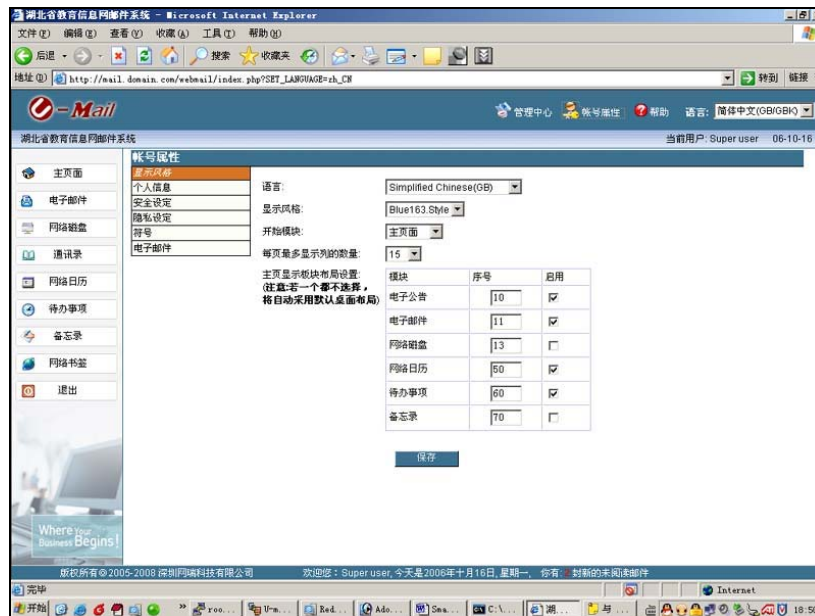 湖北省教育信息网邮件系统 - Microsoft Internet Explorer
文件(F) 编辑(E) 查看(V) 收藏(A) 工具(T) 帮助(H)
后退 搜索 收藏夹
地址(D) http://mail.domain.com/webmail/index.php?SET_LANGUAGE=zh_CN 转到 链接
e-Mail 管理中心 帐号属性 帮助 语言: 简体中文(GB/GBK)
湖北省教育信息网邮件系统 当前用户: Super user 06-10-16
帐号属性
显示风格
个人信息
安全设定
隐私设定
符号
电子邮件
主页面
电子邮件
网络磁盘
通讯录
网络日历
待办事项
备忘录
网络书签
退出
语言: Simplified Chinese(GB)
显示风格: Blue163.Style
开始模块: 主页面
每页最多显示列的数量: 15
主页显示板块布局设置:
(注意:若一个都不选择，
将自动采用默认桌面布局)
模块 序号 启用
电子公告 10
电子邮件 11
网络磁盘 13
网络日历 50
待办事项 60
备忘录 70
保存
Where Your
Business Begins!
版权所有©2005-2008 深圳网瑞科技有限公司 欢迎您：Super user, 今天是2006年十月16日,星期一, 你有 封新的未阅读邮件
完毕 Internet
开始 roo... U-m... Red... Ado... Sma... C:\... 湖... 与 ... 18:50